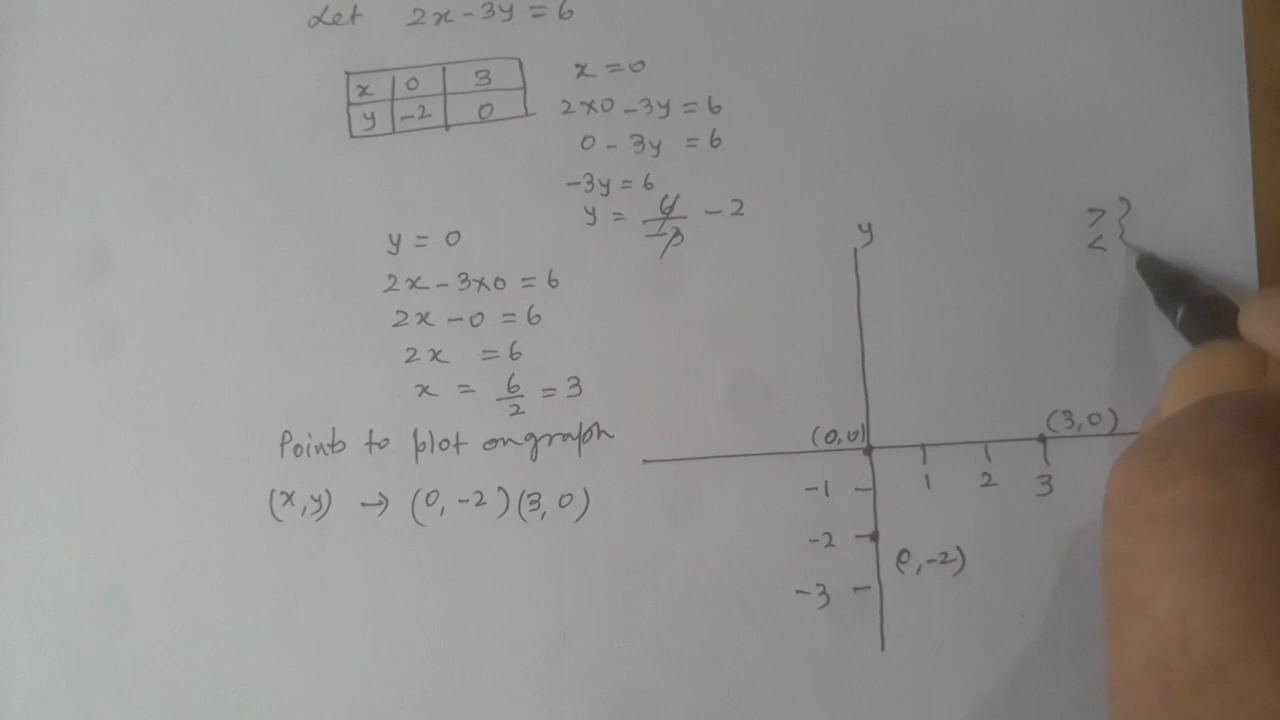 Let 2x - 3y = 6
x | 0 | 3
y | -2 | 0
x = 0
2×0 - 3y = 6
0 - 3y = 6
-3y = 6
y = 6/-3 - 2
y = 0
2x - 3×0 = 6
2x - 0 = 6
2x = 6
x = 6/2 = 3
Points to plot on graph
(x,y) → (0, -2) (3, 0)
y
> }
<
(0,0) (3,0)
1 2 3
-1
-2
(0,-2)
-3